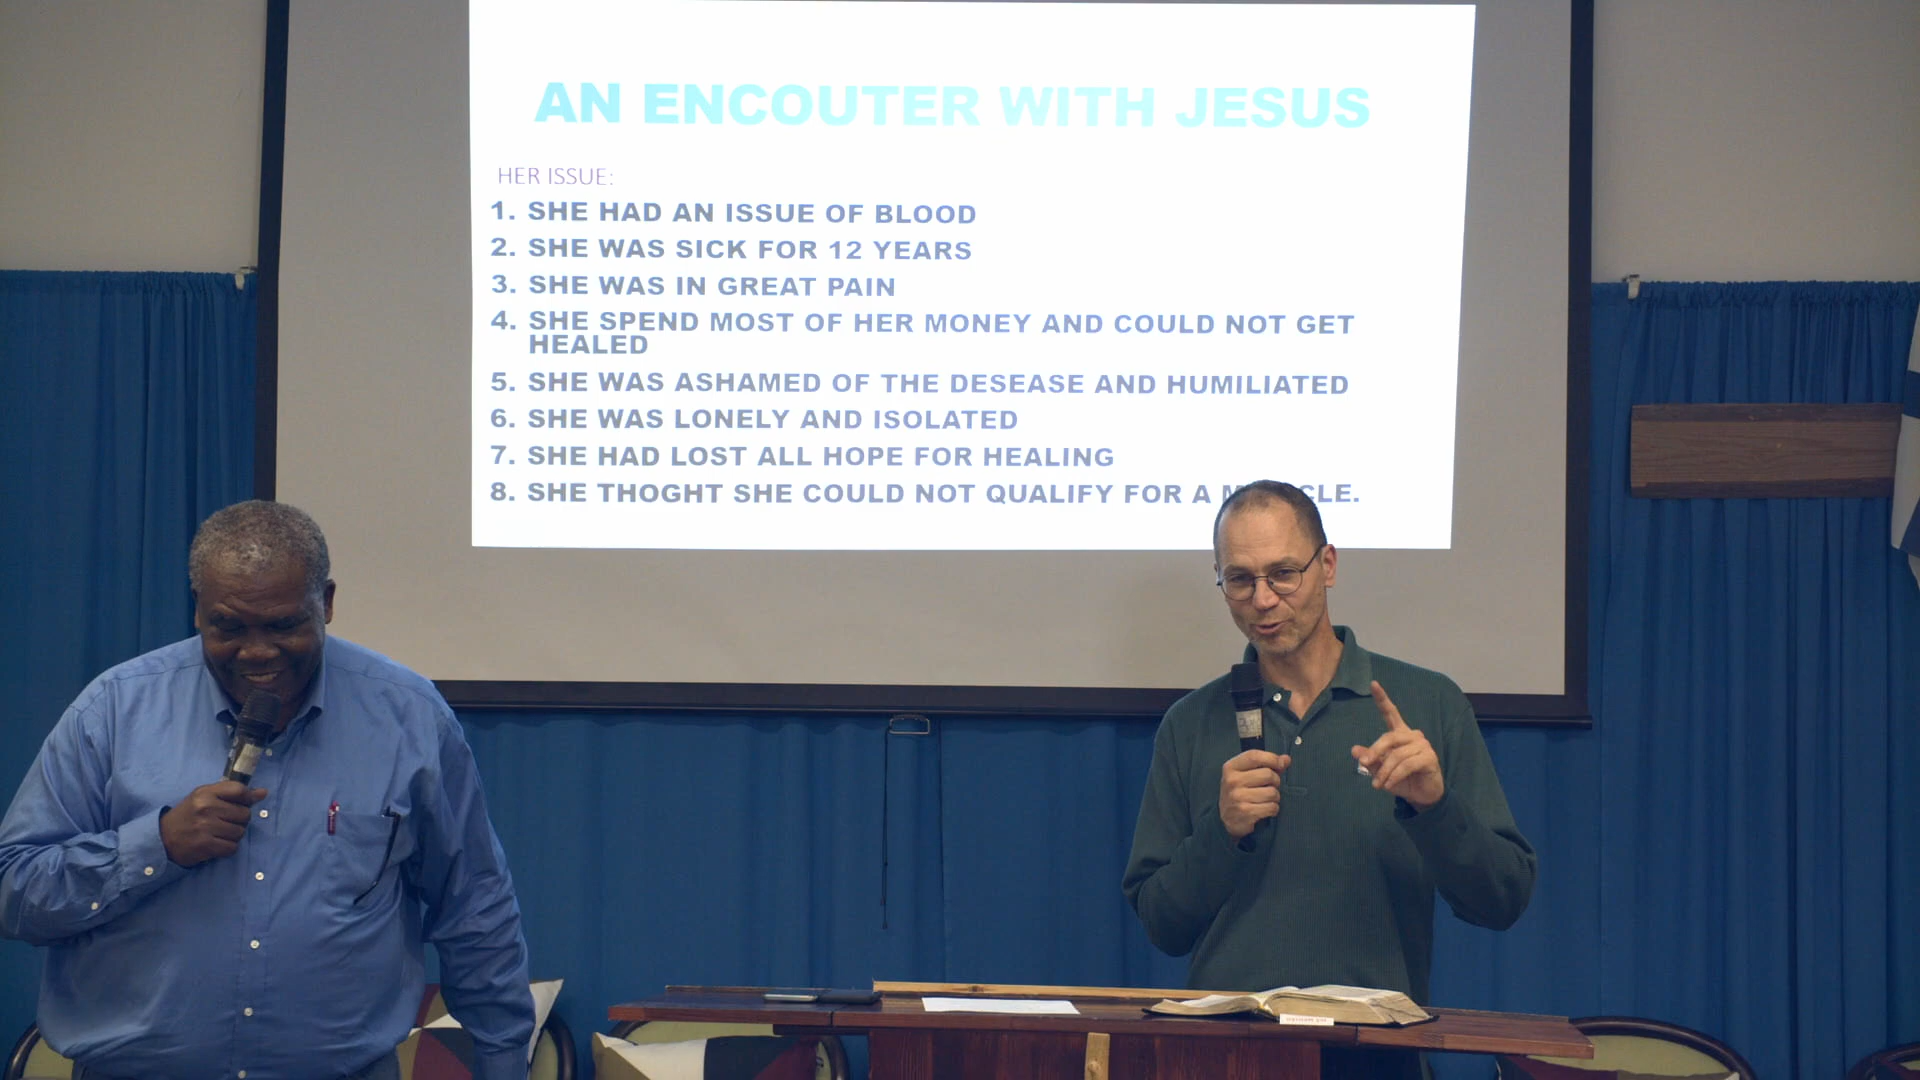 AN ENCOUTER WITH JESUS
HER ISSUE:
1. SHE HAD AN ISSUE OF BLOOD
2. SHE WAS SICK FOR 12 YEARS
3. SHE WAS IN GREAT PAIN
4. SHE SPEND MOST OF HER MONEY AND COULD NOT GET
HEALED
5. SHE WAS ASHAMED OF THE DESEASE AND HUMILIATED
6. SHE WAS LONELY AND ISOLATED
7. SHE HAD LOST ALL HOPE FOR HEALING
8. SHE THOGHT SHE COULD NOT QUALIFY FOR A